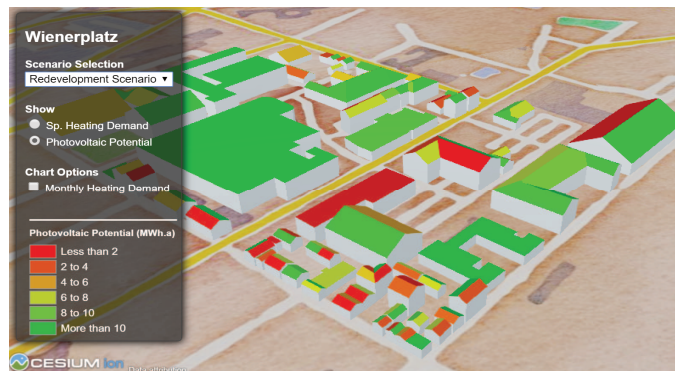 Wienerplatz
Scenario Selection
Redevelopment Scenario
Show
Sp. Heating Demand
Photovoltaic Potential
Chart Options
Monthly Heating Demand
Photovoltaic Potential (MWh.a)
Less than 2
2 to 4
4 to 6
6 to 8
8 to 10
More than 10
CESIUM ion